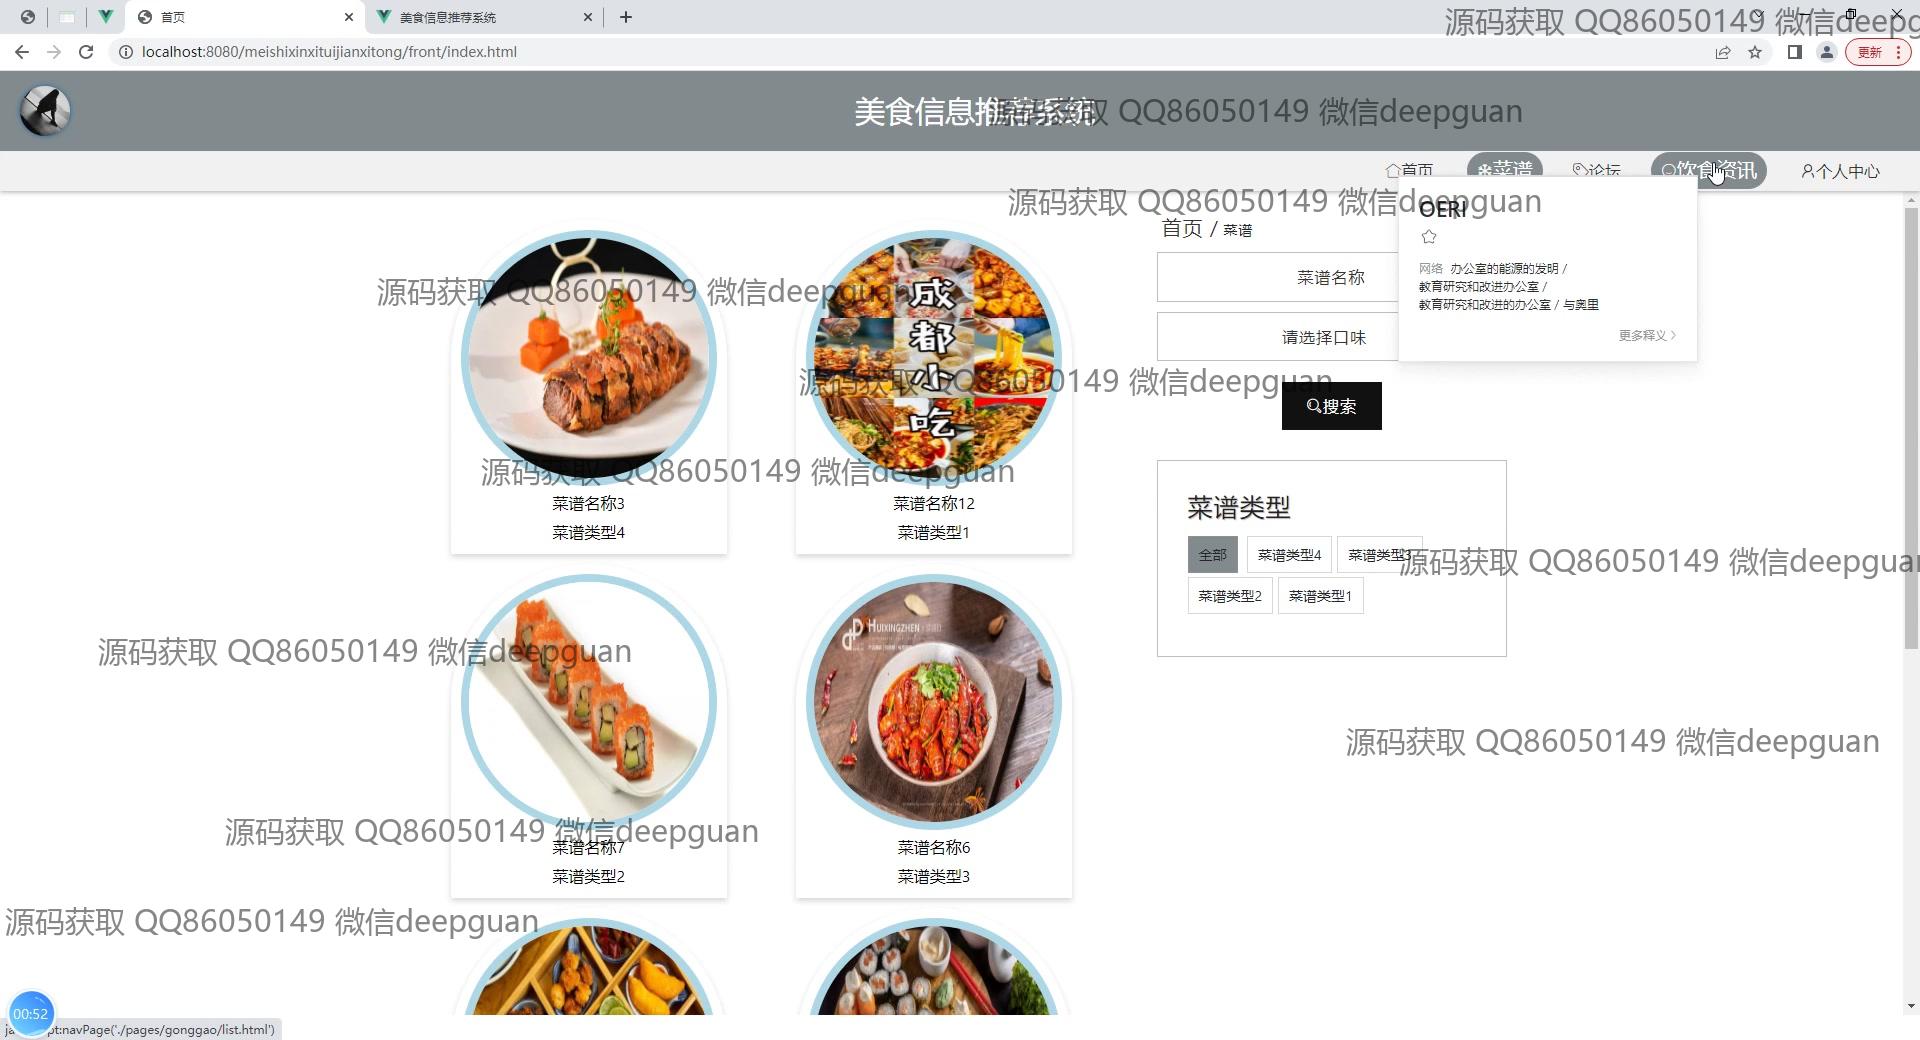 首页
美食信息推荐系统
源码获取 QQ86050149 微信deepg
localhost:8080/meishixinxituijianxitong/front/index.html
更新
美食信息推荐系统
源码获取 QQ86050149 微信deepguan
首页 菜谱 论坛 饮食资讯 个人中心
源码获取 QQ86050149 微信deepguan
OERI
首页 / 菜谱
网络 办公室的能源的发明 /
教育研究和改进办公室 /
教育研究和改进的办公室 / 与奥里
更多释义
菜谱名称
源码获取 QQ86050149 微信deepguan
成都小吃
请选择口味
源码获取 QQ86050149 微信deepguan
搜索
源码获取 QQ86050149 微信deepguan
菜谱名称3
菜谱类型4
菜谱名称12
菜谱类型1
菜谱类型
全部 菜谱类型4 菜谱类型3
菜谱类型2 菜谱类型1
源码获取 QQ86050149 微信deepguan
HUIXINGZHEN
源码获取 QQ86050149 微信deepguan
源码获取 QQ86050149 微信deepguan
源码获取 QQ86050149 微信deepguan
菜谱名称7
菜谱类型2
菜谱名称6
菜谱类型3
源码获取 QQ86050149 微信deepguan
00:52
pt:navPage('./pages/gonggao/list.html')